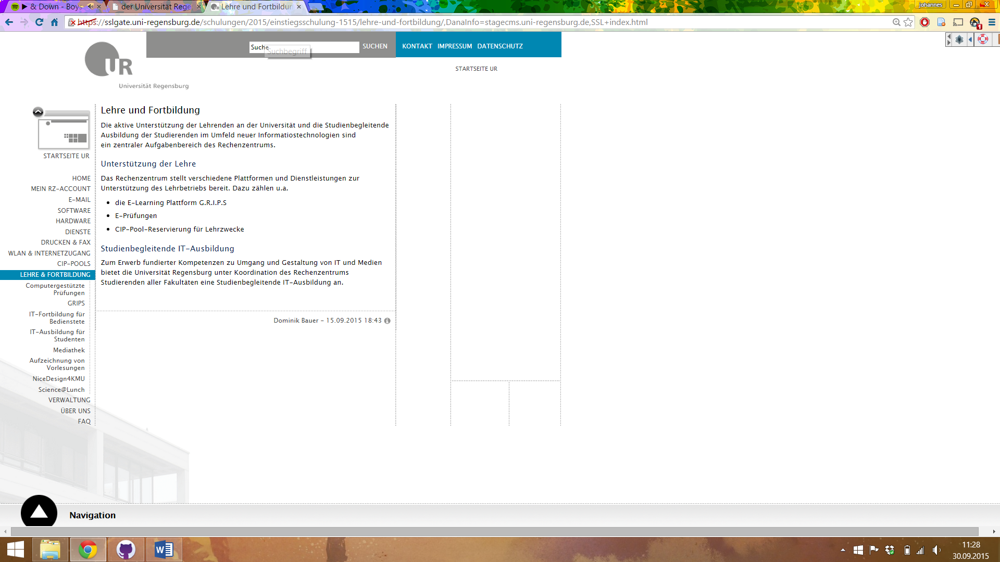 ▶ & Down - Boys
der Universität Rege
Lehre und Fortbildun
johannes
https://sslgate.uni-regensburg.de/schulungen/2015/einstiegsschulung-1515/lehre-und-fortbildung/,DanaInfo=stagecms.uni-regensburg.de,SSL+index.html
1
Suche
SUCHEN
KONTAKT IMPRESSUM DATENSCHUTZ
Suchbegriff
UR
STARTSEITE UR
Universität Regensburg
STARTSEITE UR
HOME
MEIN RZ-ACCOUNT
E-MAIL
SOFTWARE
HARDWARE
DIENSTE
DRUCKEN & FAX
WLAN & INTERNETZUGANG
CIP-POOLS
LEHRE & FORTBILDUNG
Computergestützte
Prüfungen
GRIPS
IT-Fortbildung für
Bedienstete
IT-Ausbildung für
Studenten
Mediathek
Aufzeichnung von
Vorlesungen
NiceDesign4KMU
Science@Lunch
VERWALTUNG
ÜBER UNS
FAQ
Lehre und Fortbildung
Die aktive Unterstützung der Lehrenden an der Universität und die Studienbegleitende
Ausbildung der Studierenden im Umfeld neuer Informatiostechnologien sind
ein zentraler Aufgabenbereich des Rechenzentrums.
Unterstützung der Lehre
Das Rechenzentrum stellt verschiedene Plattformen und Dienstleistungen zur
Unterstützung des Lehrbetriebs bereit. Dazu zählen u.a.
• die E-Learning Plattform G.R.I.P.S
• E-Prüfungen
• CIP-Pool-Reservierung für Lehrzwecke
Studienbegleitende IT-Ausbildung
Zum Erwerb fundierter Kompetenzen zu Umgang und Gestaltung von IT und Medien
bietet die Universität Regensburg unter Koordination des Rechenzentrums
Studierenden aller Fakultäten eine Studienbegleitende IT-Ausbildung an.
Dominik Bauer - 15.09.2015 18:43
Navigation
11:28
30.09.2015